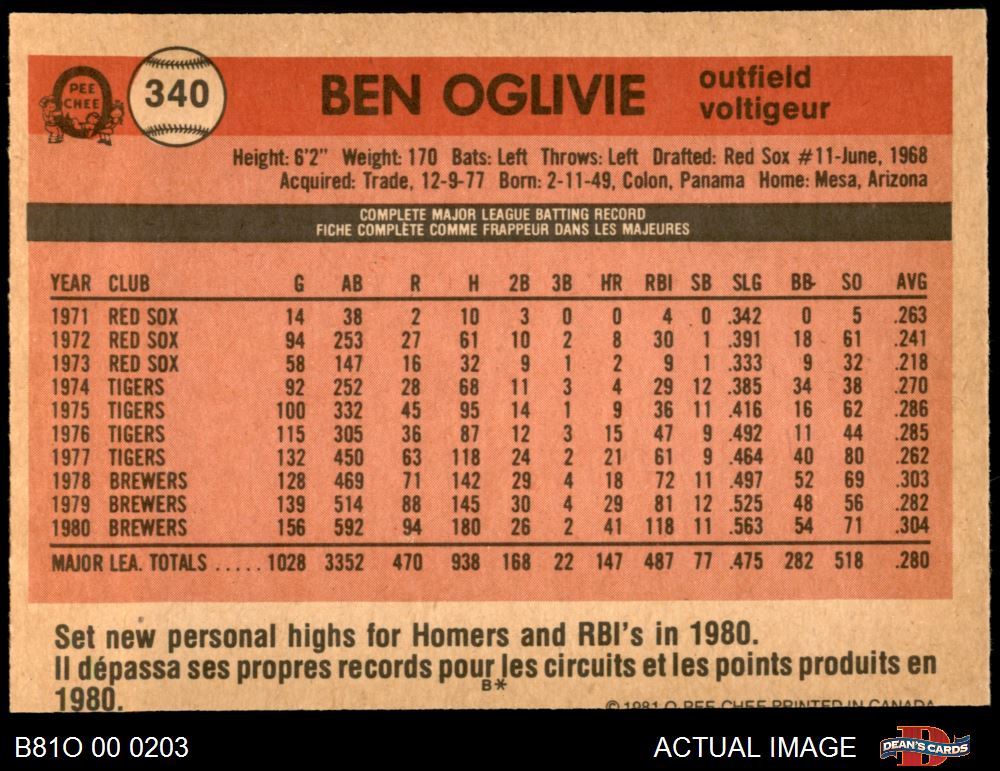 PEE
CHEE
340
BEN OGLIVIE
outfield
voltigeur
Height: 6'2" Weight: 170 Bats: Left Throws: Left Drafted: Red Sox #11-June, 1968
Acquired: Trade, 12-9-77 Born: 2-11-49, Colon, Panama Home: Mesa, Arizona
COMPLETE MAJOR LEAGUE BATTING RECORD
FICHE COMPLÈTE COMME FRAPPEUR DANS LES MAJEURES
YEAR CLUB G AB R H 2B 3B HR RBI SB SLG BB SO AVG
1971 RED SOX 14 38 2 10 3 0 0 4 0 .342 0 5 .263
1972 RED SOX 94 253 27 61 10 2 8 30 1 .391 18 61 .241
1973 RED SOX 58 147 16 32 9 1 2 9 1 .333 9 32 .218
1974 TIGERS 92 252 28 68 11 3 4 29 12 .385 34 38 .270
1975 TIGERS 100 332 45 95 14 1 9 36 11 .416 16 62 .286
1976 TIGERS 115 305 36 87 12 3 15 47 9 .492 11 44 .285
1977 TIGERS 132 450 63 118 24 2 21 61 9 .464 40 80 .262
1978 BREWERS 128 469 71 142 29 4 18 72 11 .497 52 69 .303
1979 BREWERS 139 514 88 145 30 4 29 81 12 .525 48 56 .282
1980 BREWERS 156 592 94 180 26 2 41 118 11 .563 54 71 .304
MAJOR LEA. TOTALS ..... 1028 3352 470 938 168 22 147 487 77 .475 282 518 .280
Set new personal highs for Homers and RBI's in 1980.
Il dépassa ses propres records pour les circuits et les points produits en
1980.
B*
© 1981 O PEE CHEE PRINTED IN CANADA
B81O 00 0203
ACTUAL IMAGE
DEAN'S CARDS